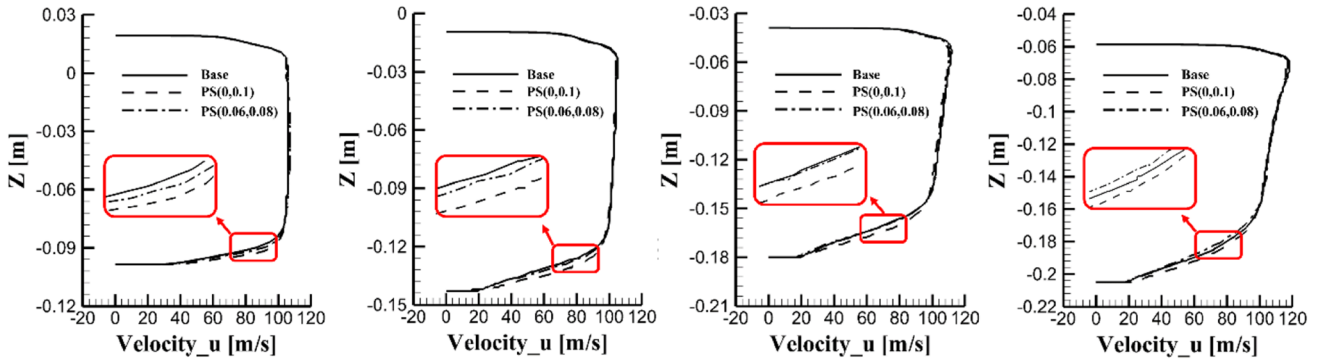 0.03
0
-0.03
-0.06
-0.09
-0.12
Z [m]
Base
PS(0,0.1)
PS(0.06,0.08)
-20 0 20 40 60 80 100 120
Velocity_u [m/s]
0
-0.03
-0.06
-0.09
-0.12
-0.15
Z [m]
Base
PS(0,0.1)
PS(0.06,0.08)
-20 0 20 40 60 80 100 120
Velocity_u [m/s]
-0.03
-0.06
-0.09
-0.12
-0.15
-0.18
-0.21
Z [m]
Base
PS(0,0.1)
PS(0.06,0.08)
-20 0 20 40 60 80 100 120
Velocity_u [m/s]
-0.04
-0.06
-0.08
-0.1
-0.12
-0.14
-0.16
-0.18
-0.2
-0.22
Z [m]
Base
PS(0,0.1)
PS(0.06,0.08)
-20 0 20 40 60 80 100 120
Velocity_u [m/s]